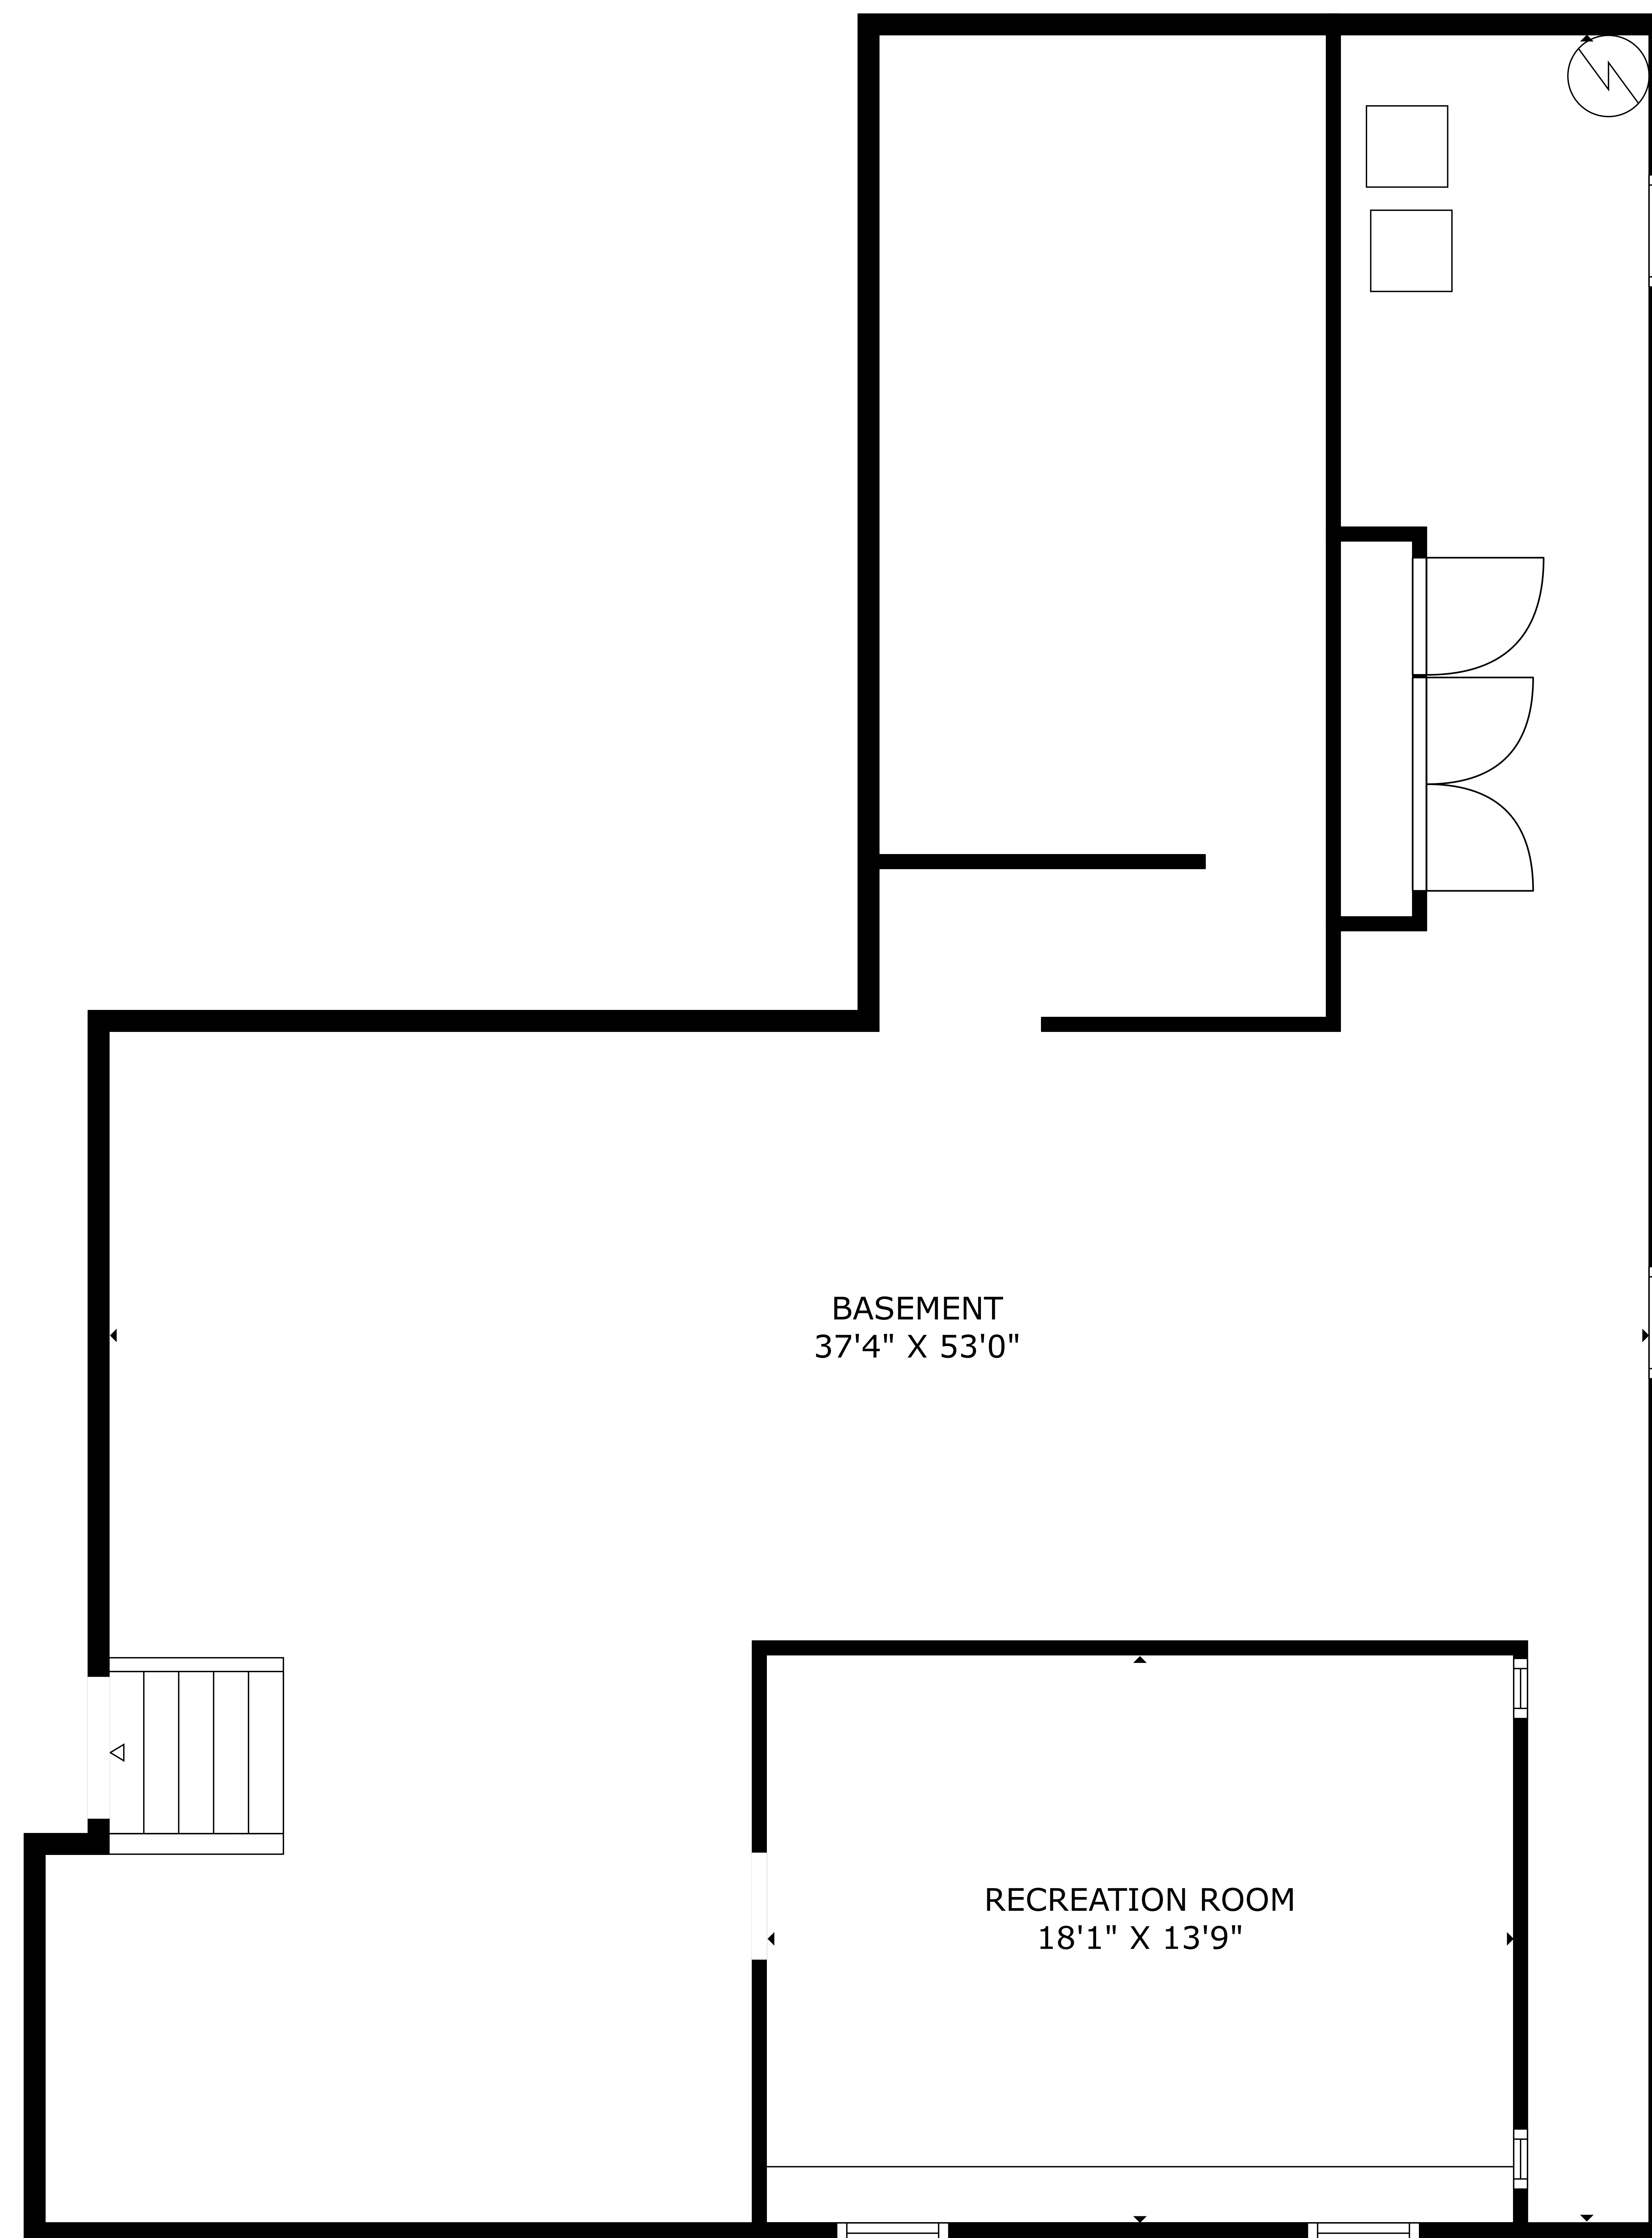 BASEMENT
37'4" X 53'0"
RECREATION ROOM
18'1" X 13'9"